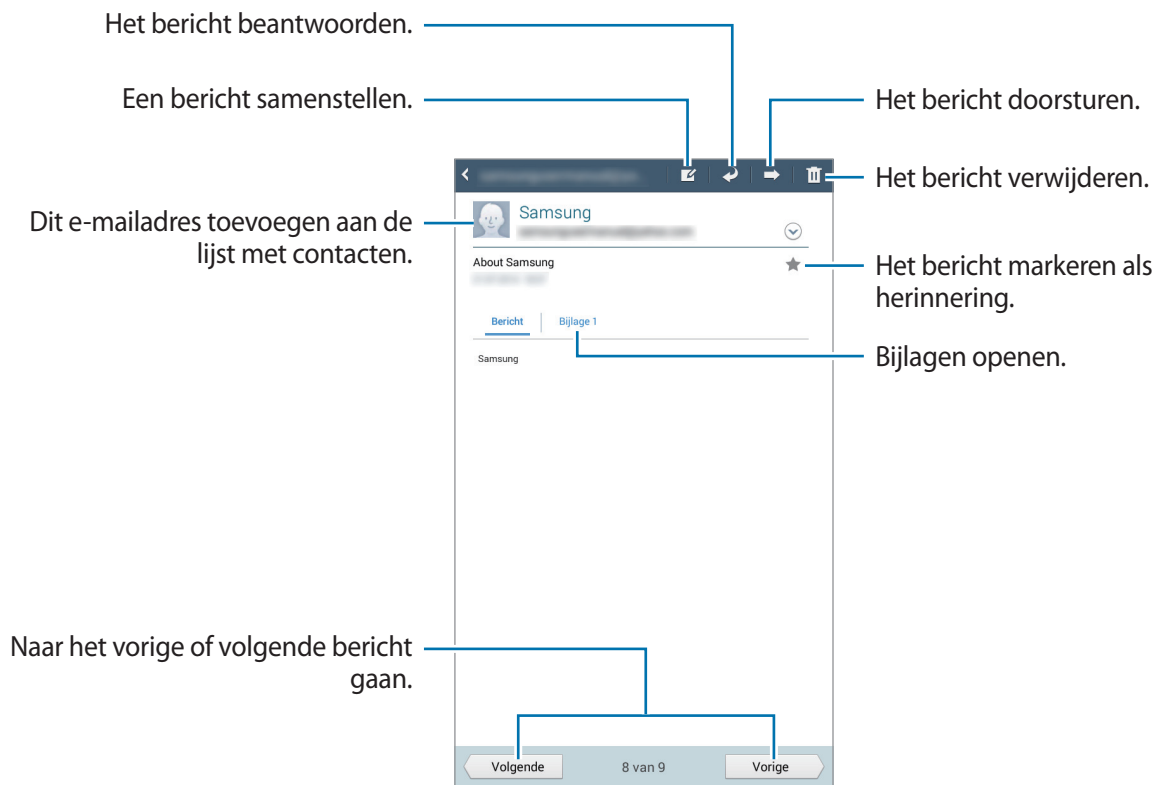 Het bericht beantwoorden.
Een bericht samenstellen.
Het bericht doorsturen.
Het bericht verwijderen.
Dit e-mailadres toevoegen aan de
lijst met contacten.
Samsung
About Samsung
Het bericht markeren als
herinnering.
Bericht
Bijlage 1
Bijlagen openen.
Samsung
Naar het vorige of volgende bericht
gaan.
Volgende
8 van 9
Vorige